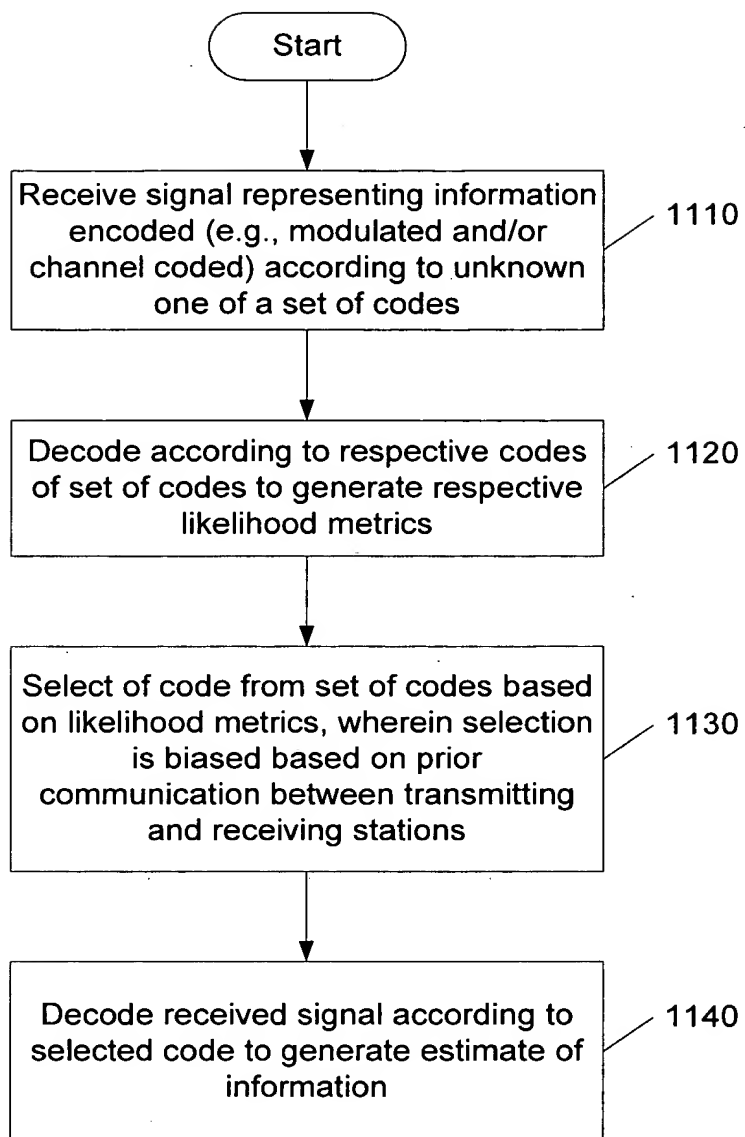 Start
Receive signal representing information
encoded (e.g., modulated and/or
channel coded) according to unknown
one of a set of codes
1110
Decode according to respective codes
of set of codes to generate respective
likelihood metrics
1120
Select of code from set of codes based
on likelihood metrics, wherein selection
is biased based on prior
communication between transmitting
and receiving stations
1130
Decode received signal according to
selected code to generate estimate of
information
1140